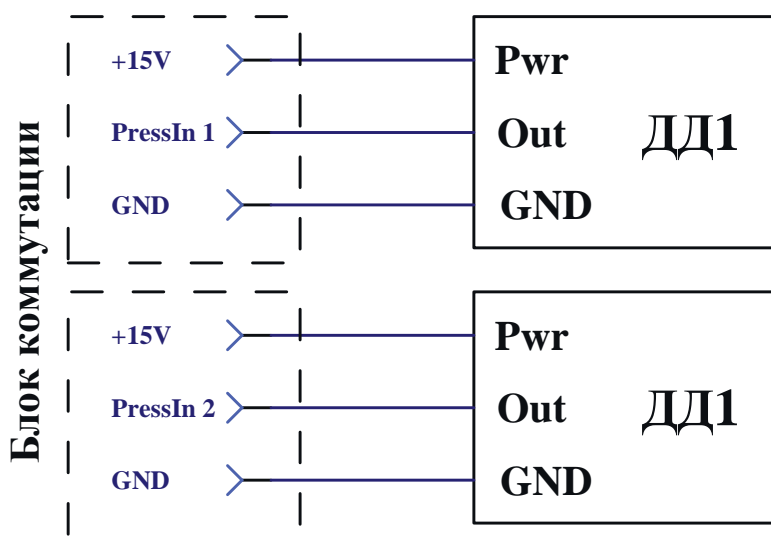 Блок коммутации
+15V
Pwr
PressIn 1
Out
ДД1
GND
GND
+15V
Pwr
PressIn 2
Out
ДД1
GND
GND